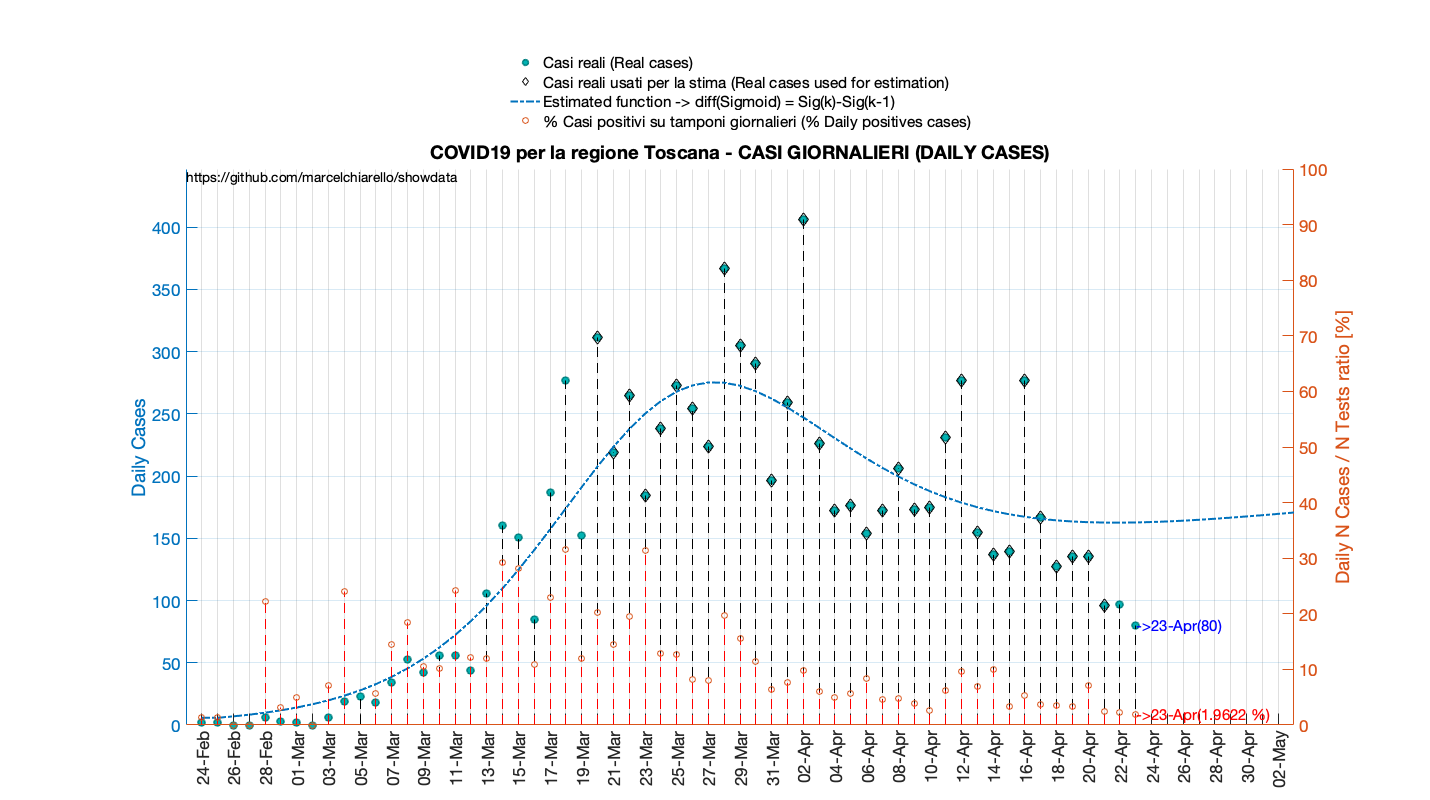 Casi reali (Real cases)
Casi reali usati per la stima (Real cases used for estimation)
Estimated function -> diff(Sigmoid) = Sig(k)-Sig(k-1)
% Casi positivi su tamponi giornalieri (% Daily positives cases)
COVID19 per la regione Toscana - CASI GIORNALIERI (DAILY CASES)
https://github.com/marcelchiarello/showdata
Daily Cases
400
350
300
250
200
150
100
50
0
100
90
80
70
60
50
40
30
20
10
0
Daily N Cases / N Tests ratio [%]
->23-Apr(80)
->23-Apr(1.9622 %)
24-Feb
26-Feb
28-Feb
01-Mar
03-Mar
05-Mar
07-Mar
09-Mar
11-Mar
13-Mar
15-Mar
17-Mar
19-Mar
21-Mar
23-Mar
25-Mar
27-Mar
29-Mar
31-Mar
02-Apr
04-Apr
06-Apr
08-Apr
10-Apr
12-Apr
14-Apr
16-Apr
18-Apr
20-Apr
22-Apr
24-Apr
26-Apr
28-Apr
30-Apr
02-May